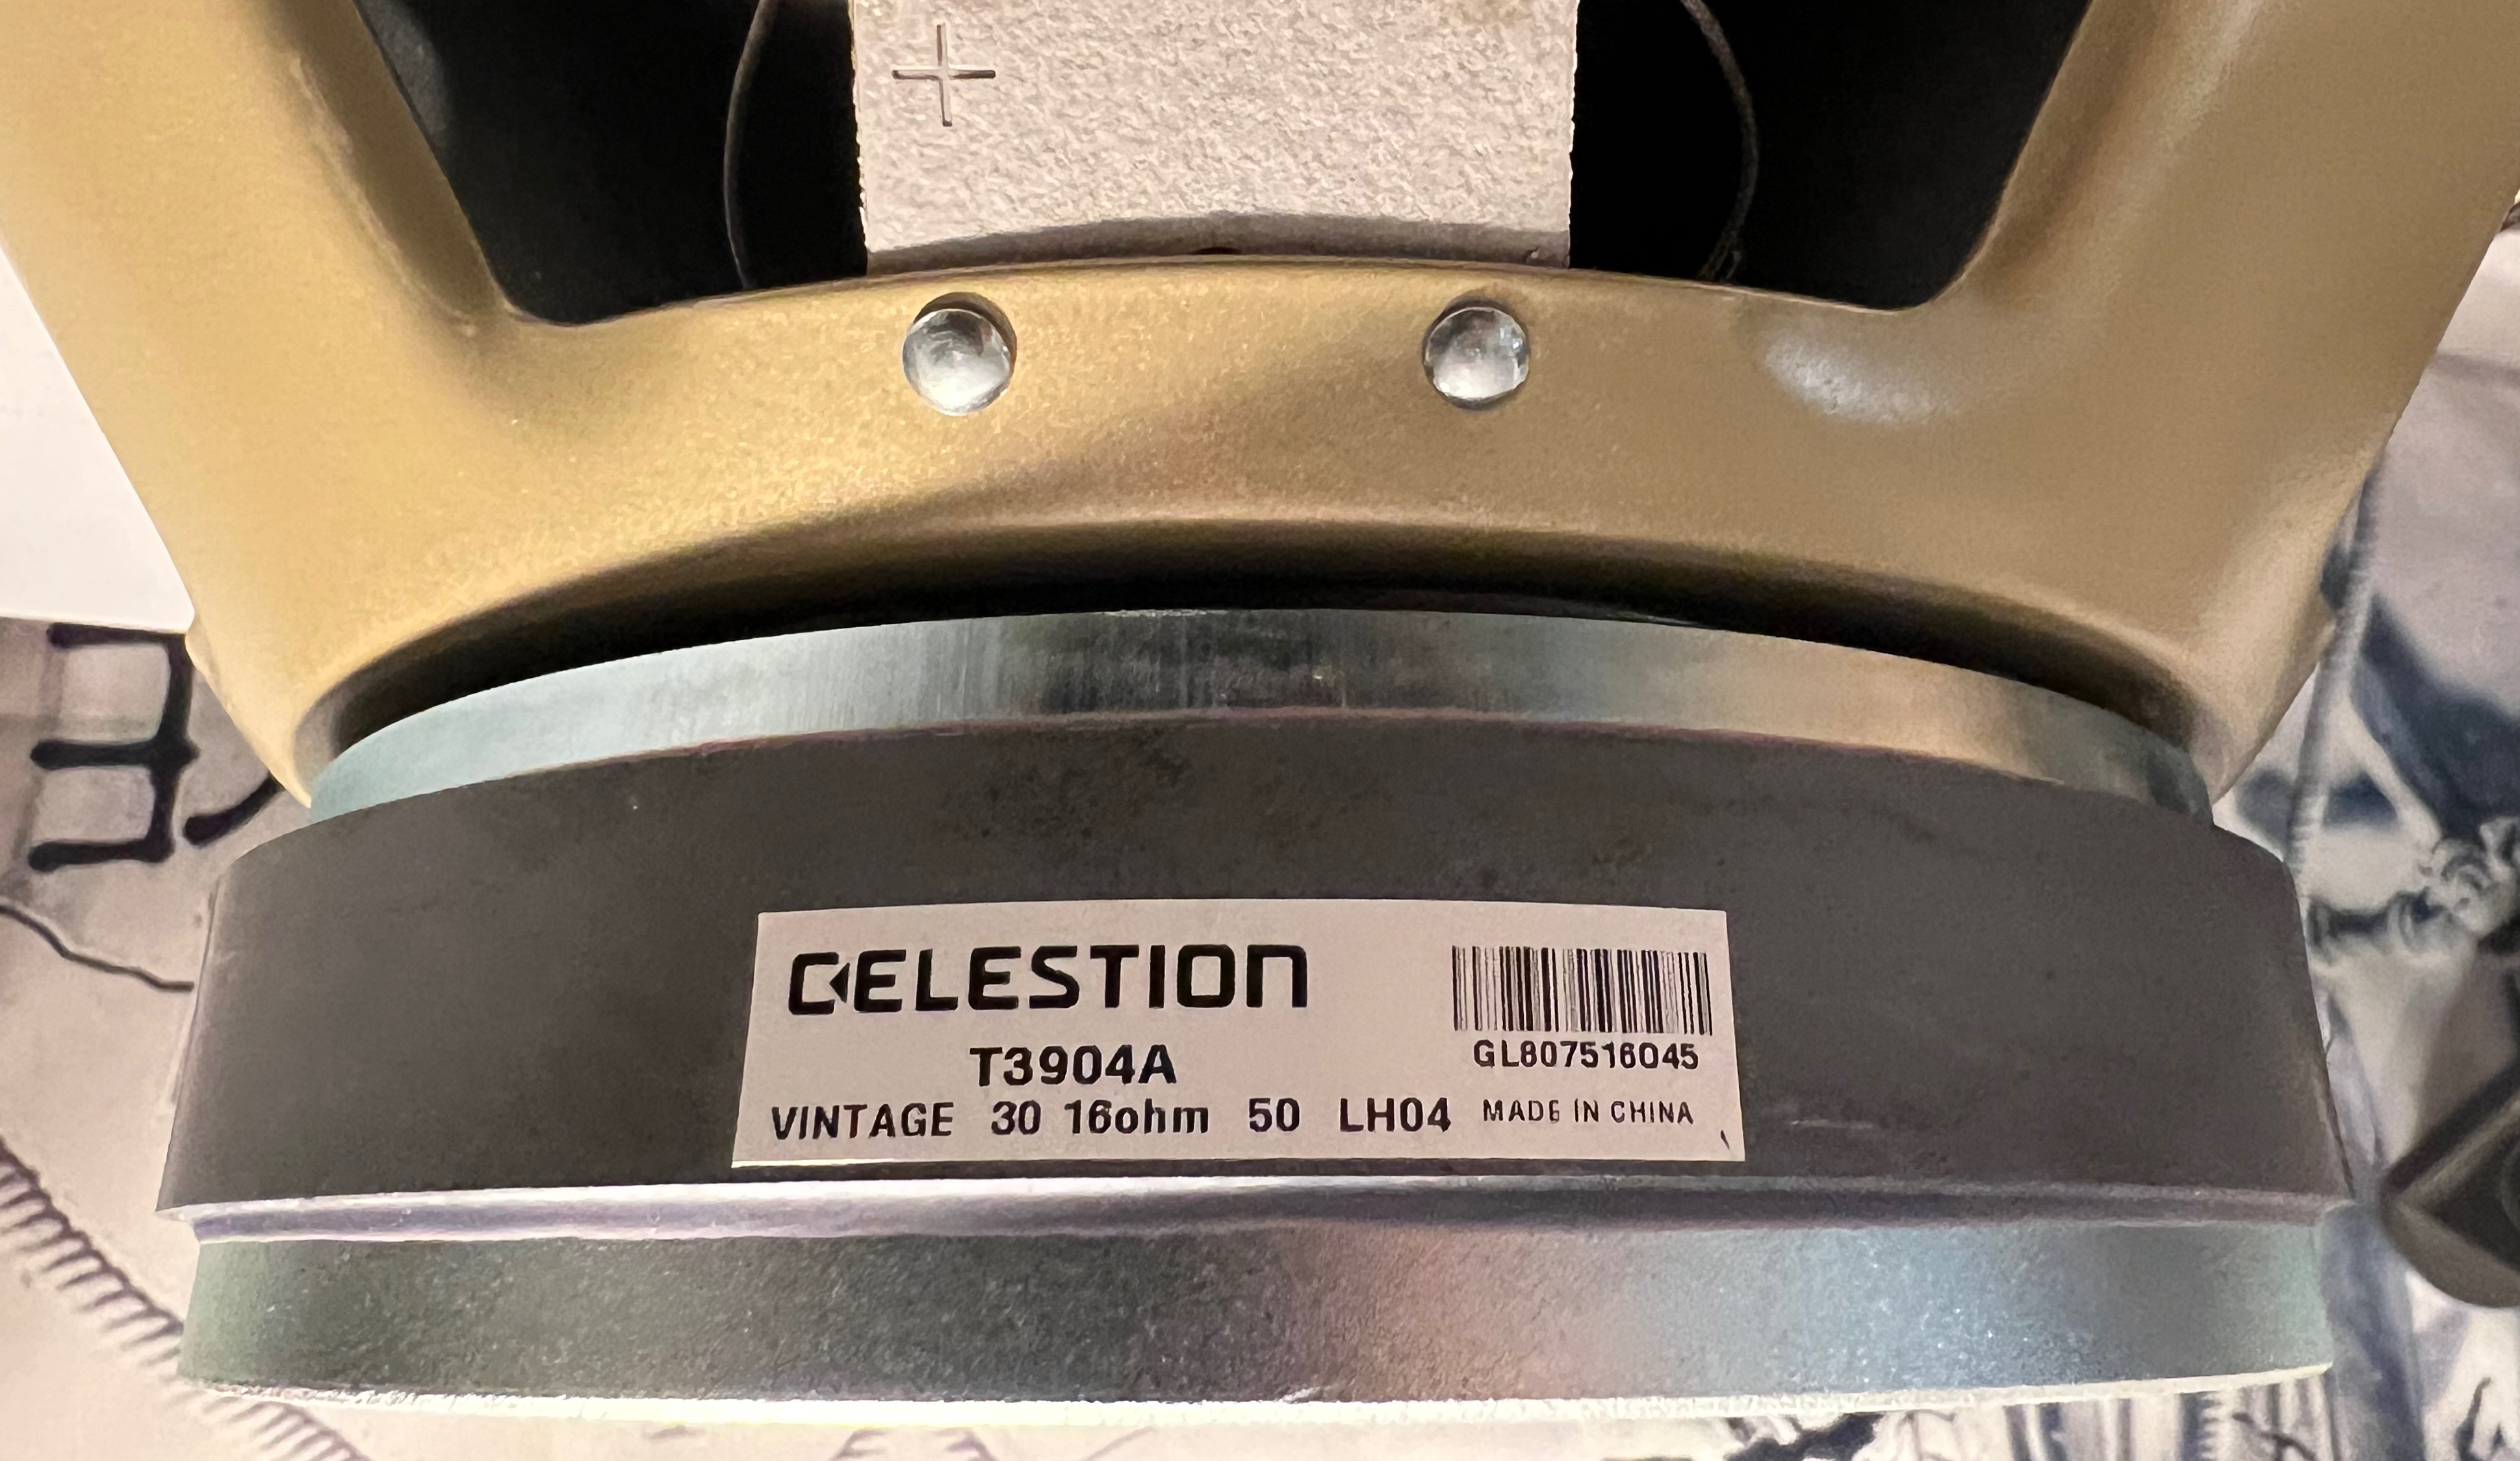 +
CELESTION
GL807516045
T3904A
VINTAGE 30 16ohm 50 LH04 MADE IN CHINA